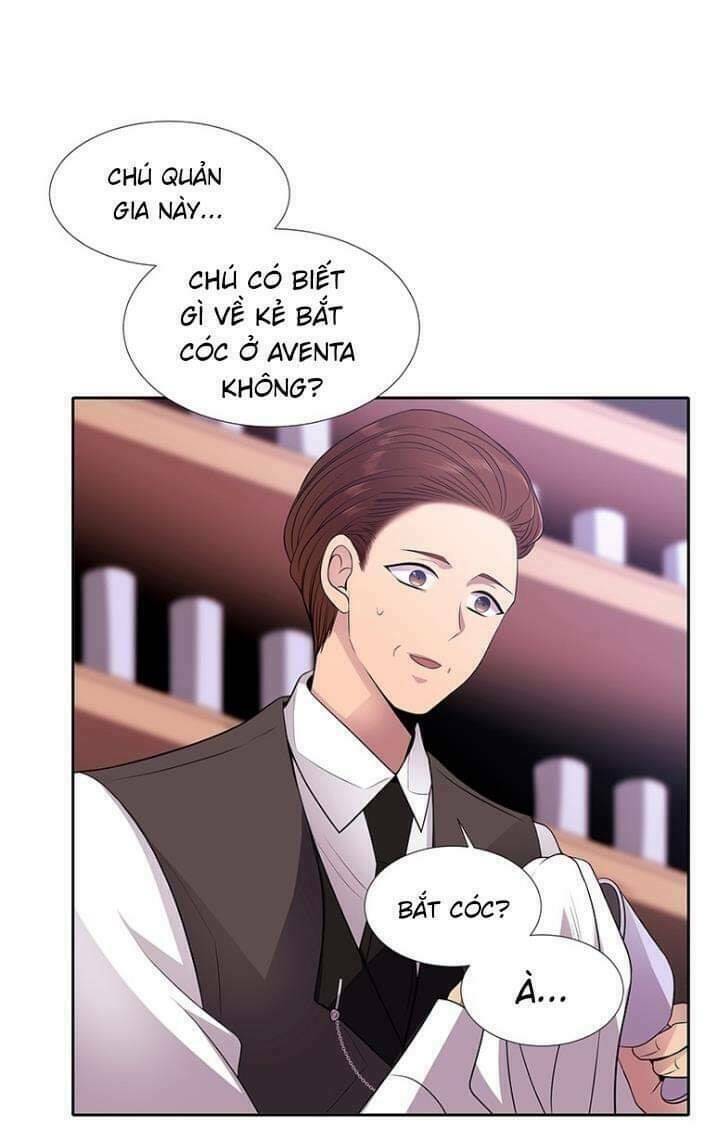 CHÚ QUẢN
GIA NÀY...
CHÚ CÓ BIẾT
GÌ VỀ KẺ BẮT
CÓC Ở AVENTA
KHÔNG?
BẮT CÓC?
À...